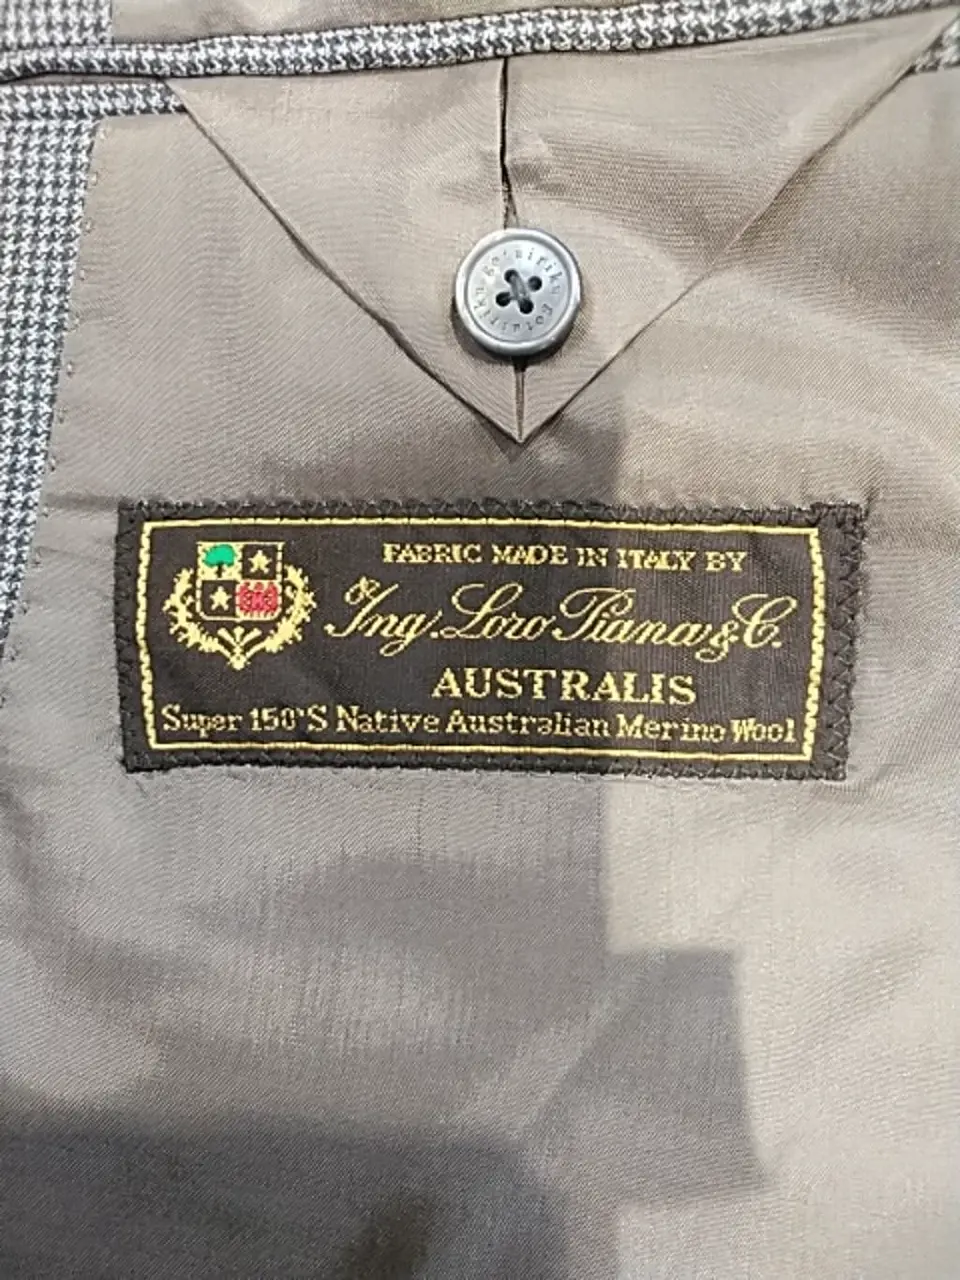 FABRIC MADE IN ITALY BY
Ing. Loro Piana & C.
AUSTRALIS
Super 150'S Native Australian Merino Wool